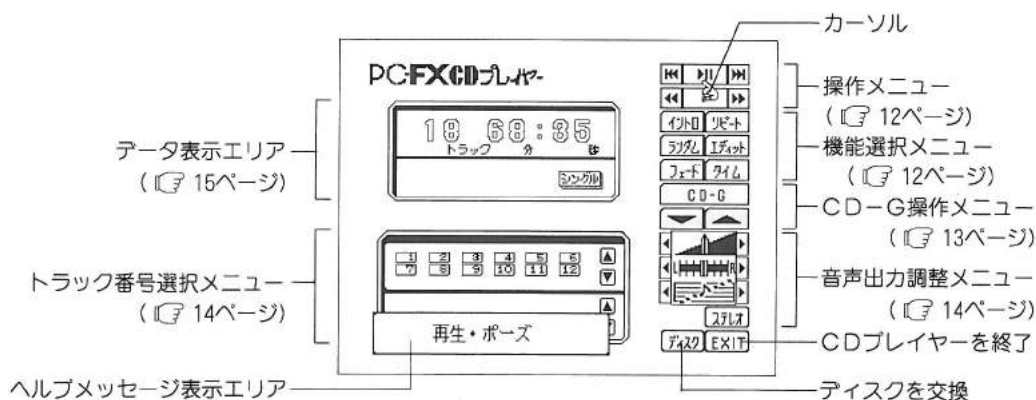 カーソル
PC-FXCDプレイヤー
操作メニュー
(☞ 12ページ)
機能選択メニュー
(☞ 12ページ)
CD-G操作メニュー
(☞ 13ページ)
音声出力調整メニュー
(☞ 14ページ)
CDプレイヤーを終了
ディスクを交換
データ表示エリア
(☞ 15ページ)
トラック番号選択メニュー
(☞ 14ページ)
ヘルプメッセージ表示エリア
18 68:35
トラック 分 秒
シングル
1 2 3 4 5 6
7 8 9 10 11 12
再生・ポーズ
イントロ リピート
ランダム エディット
フェード タイム
CD-G
L R
ステレオ
ディスク EXIT